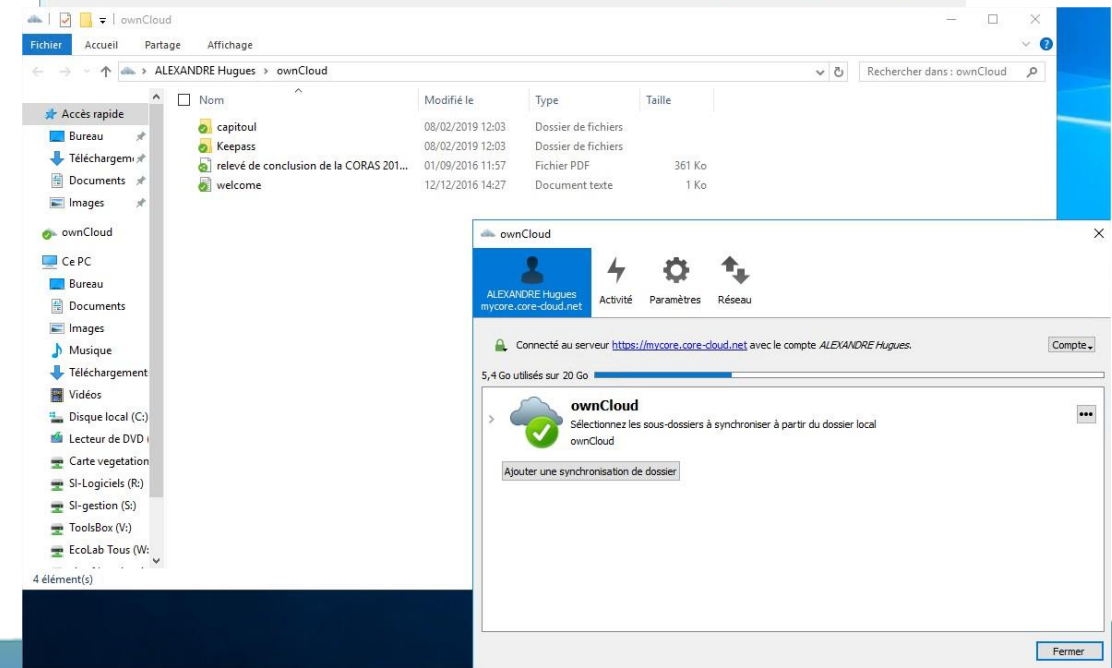 ownCloud
Fichier Accueil Partage Affichage
ALEXANDRE Hugues > ownCloud
Rechercher dans : ownCloud
Nom Modifié le Type Taille
capitoul 08/02/2019 12:03 Dossier de fichiers
Keepass 08/02/2019 12:03 Dossier de fichiers
relevé de conclusion de la CORAS 201... 01/09/2016 11:57 Fichier PDF 361 Ko
welcome 12/12/2016 14:27 Document texte 1 Ko
Accès rapide
Bureau
Téléchargem
Documents
Images
ownCloud
Ce PC
Bureau
Documents
Images
Musique
Téléchargement
Vidéos
Disque local (C:)
Lecteur de DVD
Carte vegetation
SI-Logiciels (R:)
SI-gestion (S:)
ToolsBox (V:)
EcoLab Tous (W:
4 élément(s)
ownCloud
ALEXANDRE Hugues
mycore.core-cloud.net
Activité Paramètres Réseau
Connecté au serveur https://mycore.core-cloud.net avec le compte ALEXANDRE Hugues.
Compte
5,4 Go utilisés sur 20 Go
ownCloud
Sélectionnez les sous-dossiers à synchroniser à partir du dossier local
ownCloud
Ajouter une synchronisation de dossier
Fermer